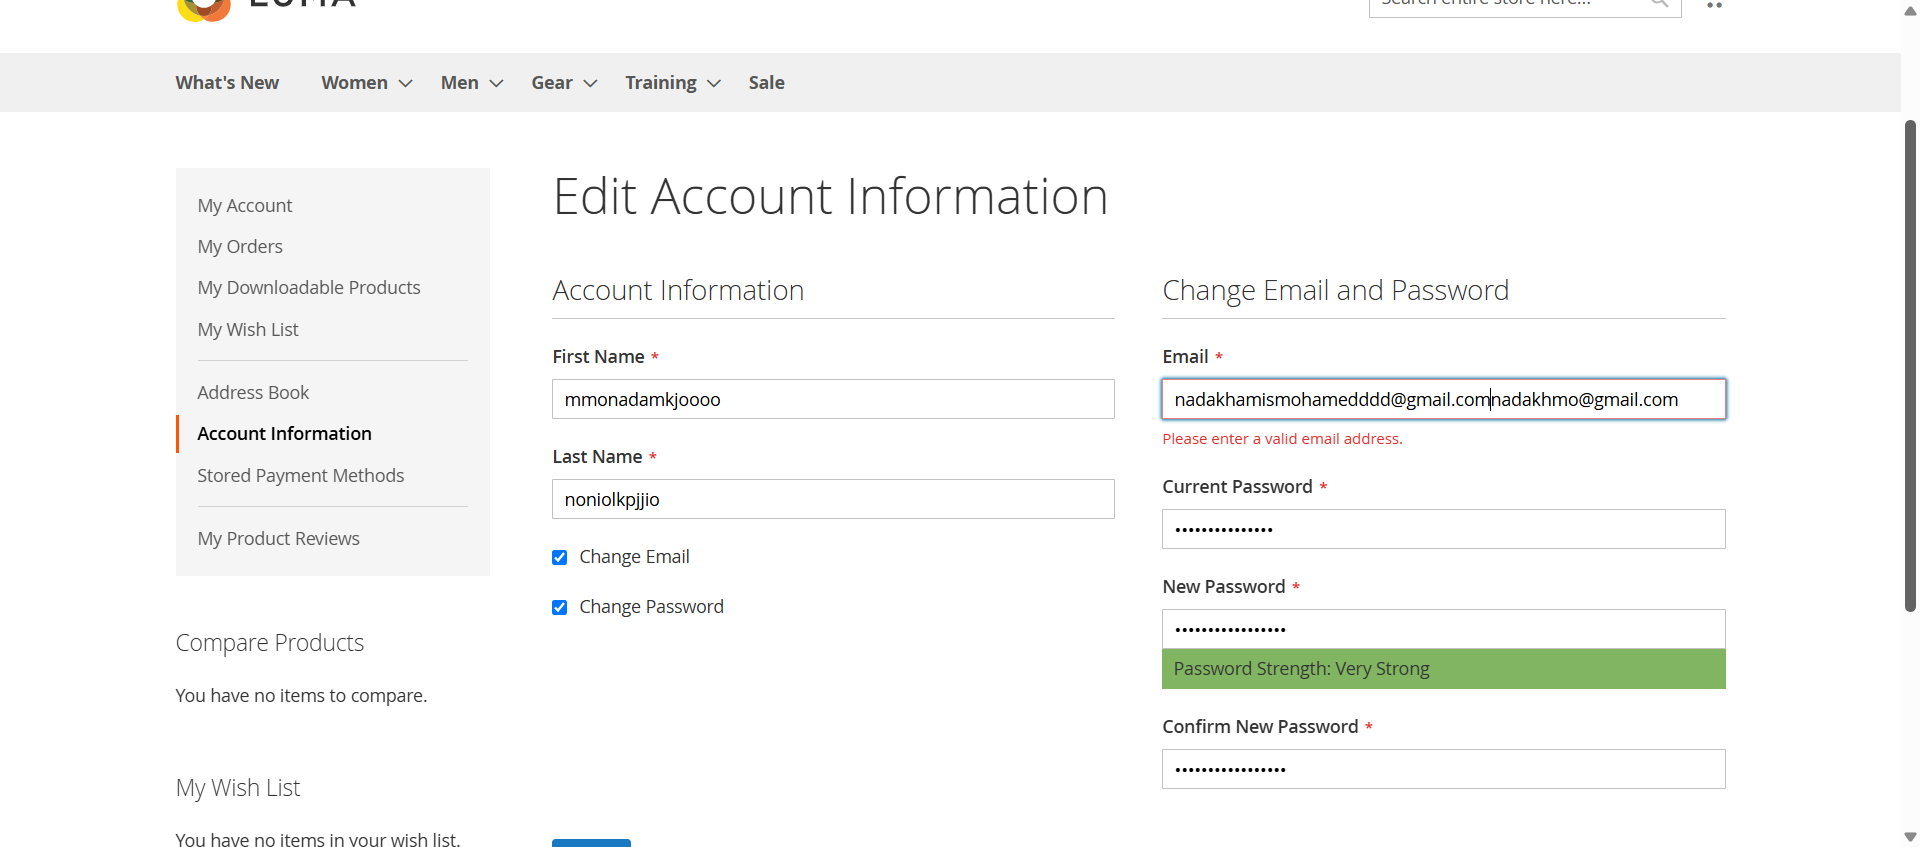 LUMA
Search entire store here...
What's New
Women
Men
Gear
Training
Sale
My Account
My Orders
My Downloadable Products
My Wish List
Address Book
Account Information
Stored Payment Methods
My Product Reviews
Compare Products
You have no items to compare.
My Wish List
You have no items in your wish list.
Edit Account Information
Account Information
First Name *
mmonadamkjoooo
Last Name *
noniolkpjjio
Change Email
Change Password
Change Email and Password
Email *
nadakhamismohamedddd@gmail.comnadakhmo@gmail.com
Please enter a valid email address.
Current Password *
•••••••••••••••
New Password *
•••••••••••••••••
Password Strength: Very Strong
Confirm New Password *
•••••••••••••••••